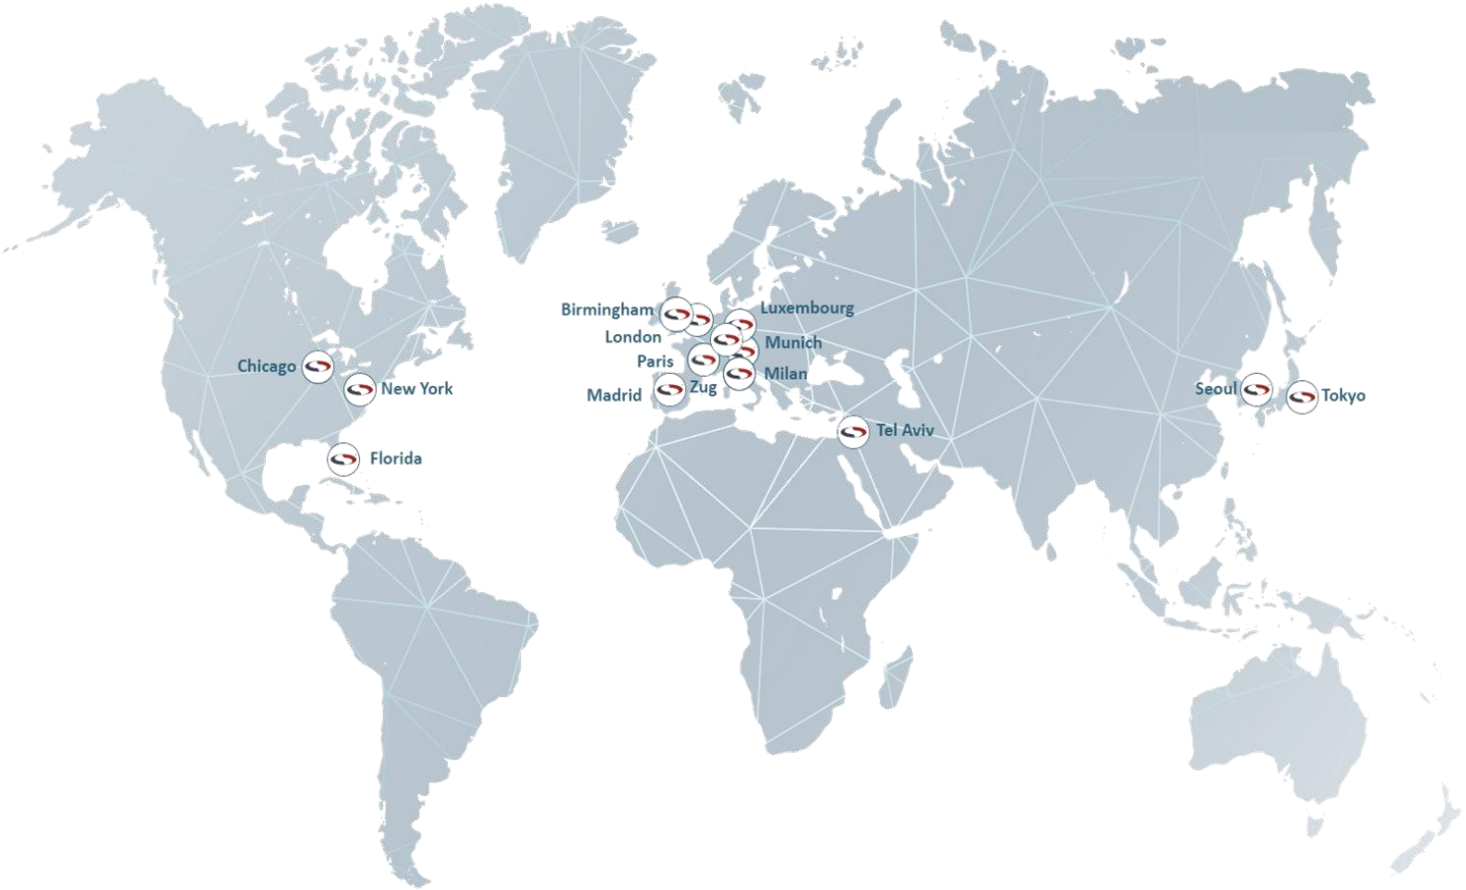 Birmingham
Luxembourg
London
Munich
Paris
Chicago
Milan
New York
Zug
Madrid
Seoul
Tokyo
Tel Aviv
Florida